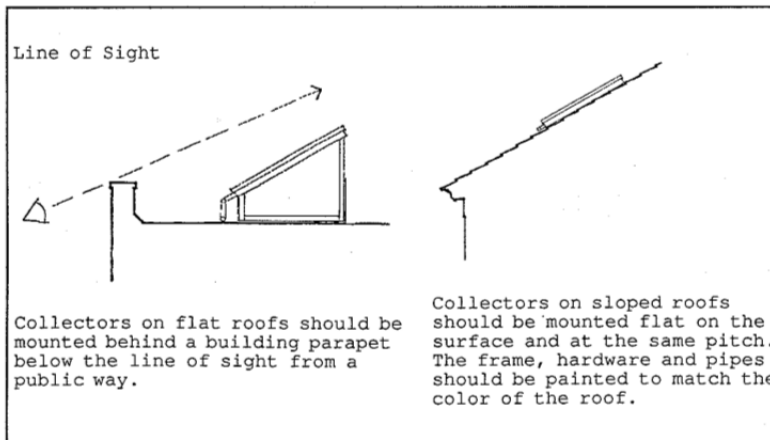 Line of Sight
Collectors on flat roofs should be
mounted behind a building parapet
below the line of sight from a
public way.
Collectors on sloped roofs
should be mounted flat on the
surface and at the same pitch.
The frame, hardware and pipes
should be painted to match the
color of the roof.